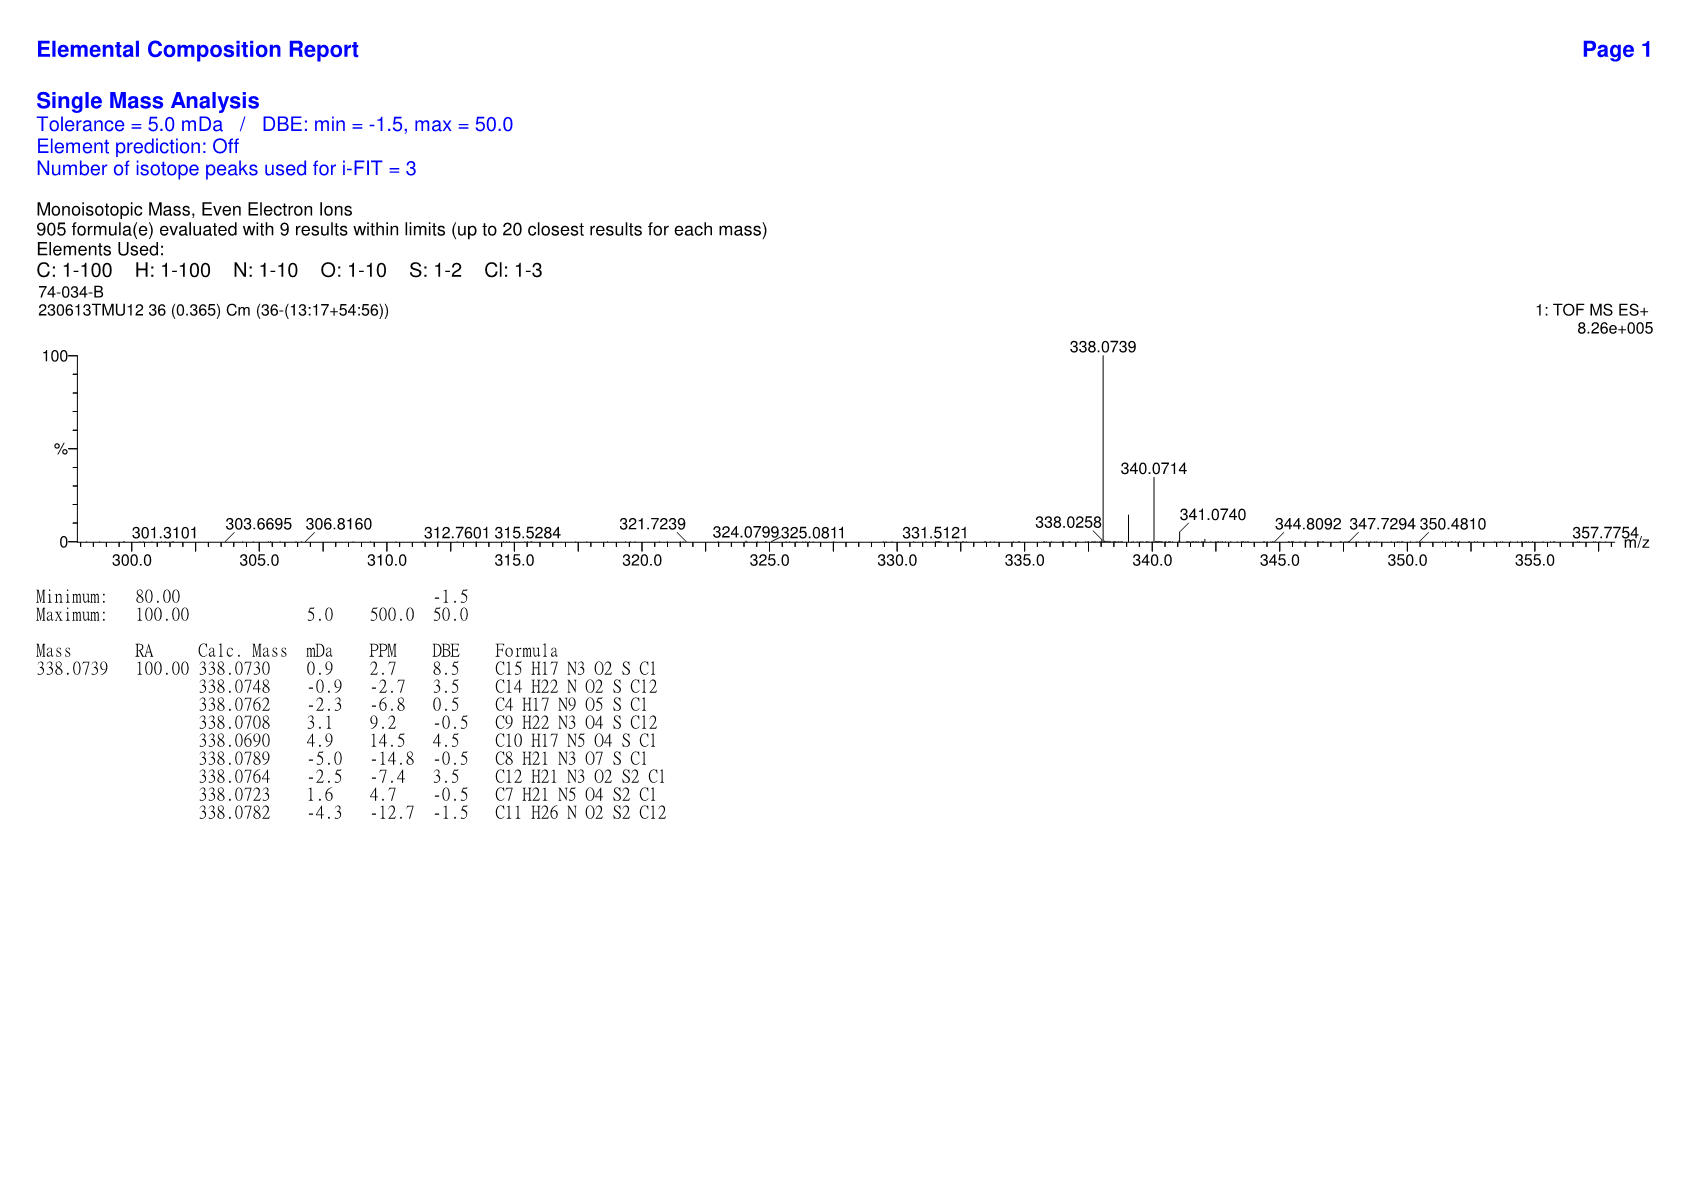 Elemental Composition Report Page 1
Single Mass Analysis
Tolerance = 5.0 mDa / DBE: min = -1.5, max = 50.0
Element prediction: Off
Number of isotope peaks used for i-FIT = 3
Monoisotopic Mass, Even Electron Ions
905 formula(e) evaluated with 9 results within limits (up to 20 closest results for each mass)
Elements Used:
C: 1-100 H: 1-100 N: 1-10 O: 1-10 S: 1-2 Cl: 1-3
74-034-B
230613TMU12 36 (0.365) Cm (36-(13:17+54:56))
1: TOF MS ES+
8.26e+005
100
%
0
338.0739
340.0714
301.3101 303.6695 306.8160 312.7601 315.5284 321.7239 324.0799 325.0811 331.5121 338.0258 341.0740 344.8092 347.7294 350.4810 357.7754
m/z
300.0 305.0 310.0 315.0 320.0 325.0 330.0 335.0 340.0 345.0 350.0 355.0
Minimum: 80.00 -1.5
Maximum: 100.00 5.0 500.0 50.0
Mass RA Calc. Mass mDa PPM DBE Formula
338.0739 100.00 338.0730 0.9 2.7 8.5 C15 H17 N3 O2 S Cl
338.0748 -0.9 -2.7 3.5 C14 H22 N O2 S Cl2
338.0762 -2.3 -6.8 0.5 C4 H17 N9 O5 S Cl
338.0708 3.1 9.2 -0.5 C9 H22 N3 O4 S Cl2
338.0690 4.9 14.5 4.5 C10 H17 N5 O4 S Cl
338.0789 -5.0 -14.8 -0.5 C8 H21 N3 O7 S Cl
338.0764 -2.5 -7.4 3.5 C12 H21 N3 O2 S2 Cl
338.0723 1.6 4.7 -0.5 C7 H21 N5 O4 S2 Cl
338.0782 -4.3 -12.7 -1.5 C11 H26 N O2 S2 Cl2